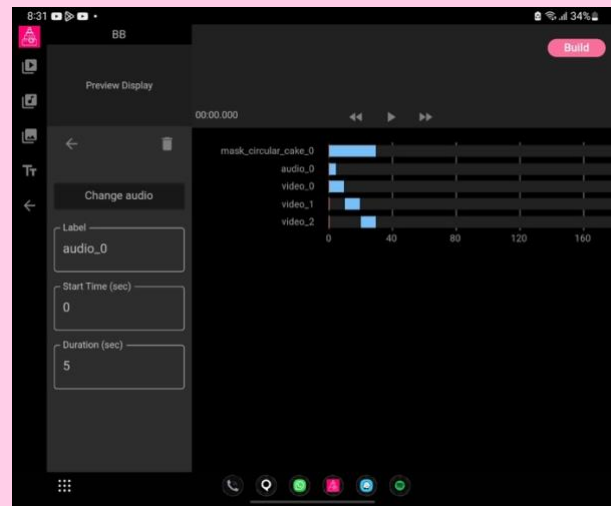 8:31
34%
BB
Build
Preview Display
00:00.000
Tт
Change audio
Label
audio_0
Start Time (sec)
0
Duration (sec)
5
mask_circular_cake_0
audio_0
video_0
video_1
video_2
0 40 80 120 160